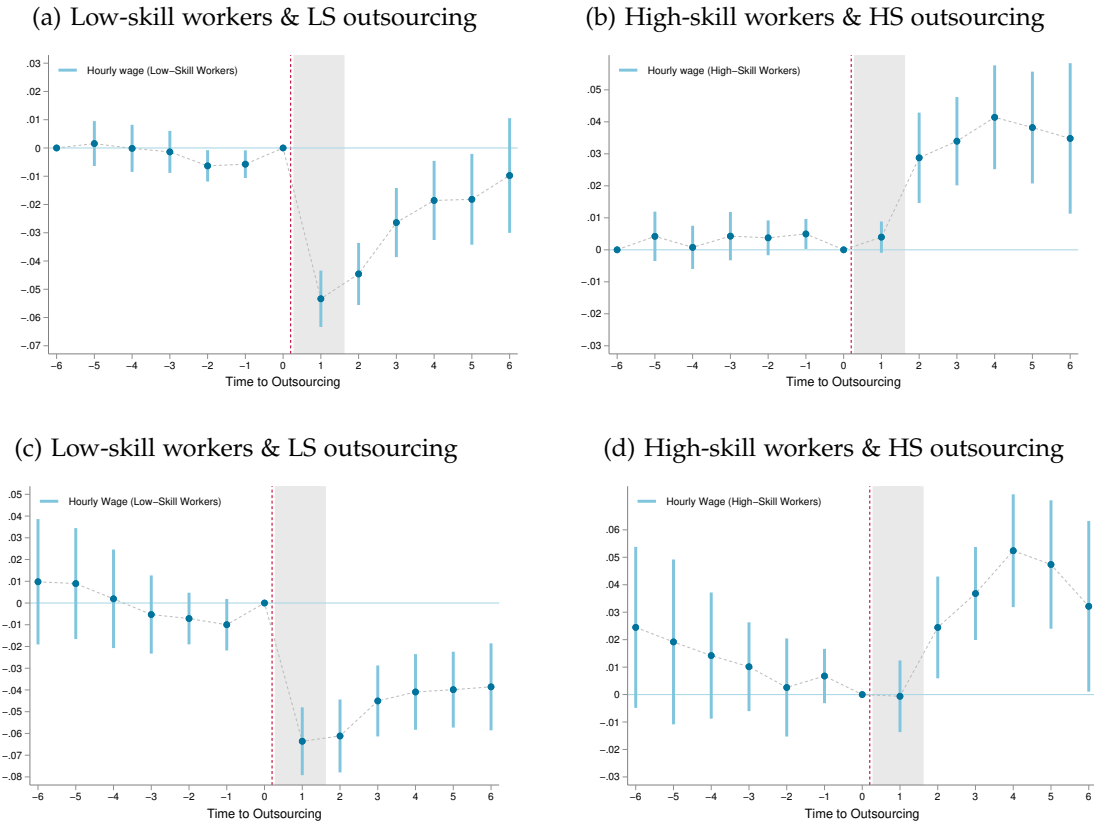 (a) Low-skill workers & LS outsourcing
Hourly wage (Low−Skill Workers)
.03
.01
.01
0
−.01
−.01
−.03
−.04
−.05
−.06
−.07
−6 −5 −4 −3 −2 −1 0 1 2 3 4 5 6
Time to Outsourcing
(b) High-skill workers & HS outsourcing
Hourly wage (High−Skill Workers)
.05
.04
.03
.02
.01
0
−.01
−.02
−.03
−6 −5 −4 −3 −2 −1 0 1 2 3 4 5 6
Time to Outsourcing
(c) Low-skill workers & LS outsourcing
Hourly Wage (Low−Skill Workers)
.05
.04
.03
.02
.01
0
−.01
−.02
−.03
−.04
−.05
−.06
−.07
−.08
−6 −5 −4 −3 −2 −1 0 1 2 3 4 5 6
Time to Outsourcing
(d) High-skill workers & HS outsourcing
Hourly Wage (High−Skill Workers)
.06
.05
.04
.03
.02
.01
0
−.01
−.02
−.03
−6 −5 −4 −3 −2 −1 0 1 2 3 4 5 6
Time to Outsourcing